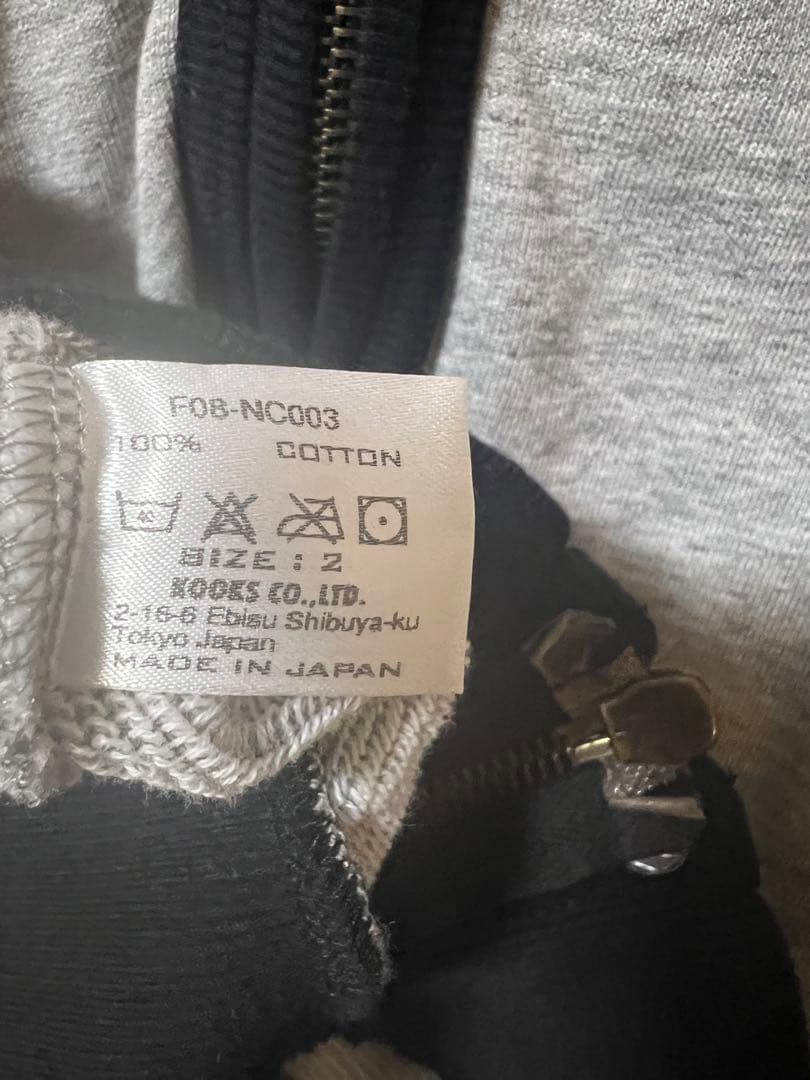 F08-NC003
100% COTTON
SIZE : 2
KOOKS CO.,LTD.
2-16-6 Ebisu Shibuya-ku
Tokyo Japan
MADE IN JAPAN